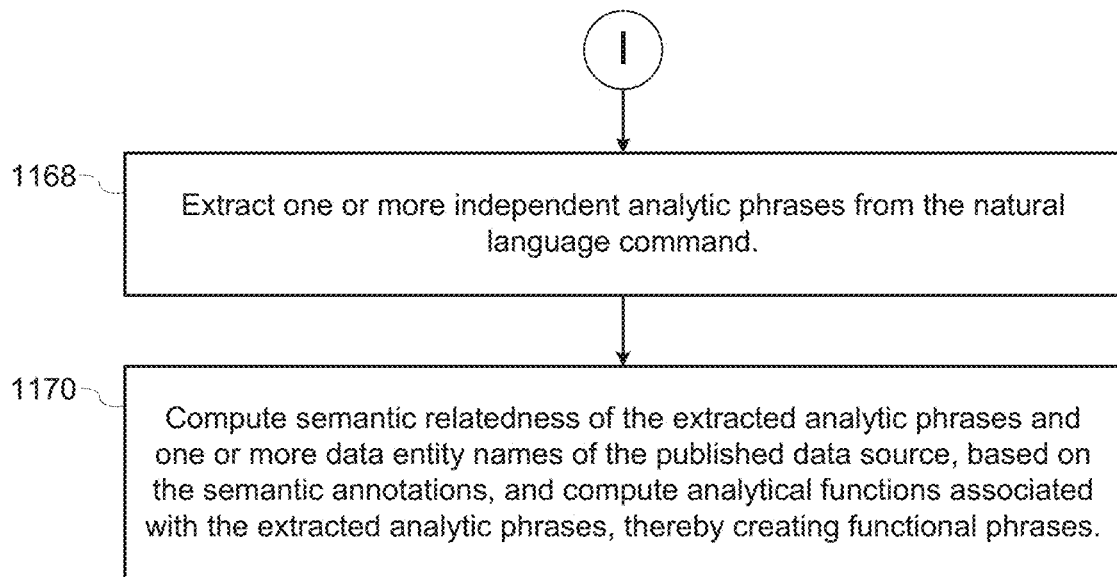 I
1168
Extract one or more independent analytic phrases from the natural
language command.
1170
Compute semantic relatedness of the extracted analytic phrases and
one or more data entity names of the published data source, based on
the semantic annotations, and compute analytical functions associated
with the extracted analytic phrases, thereby creating functional phrases.